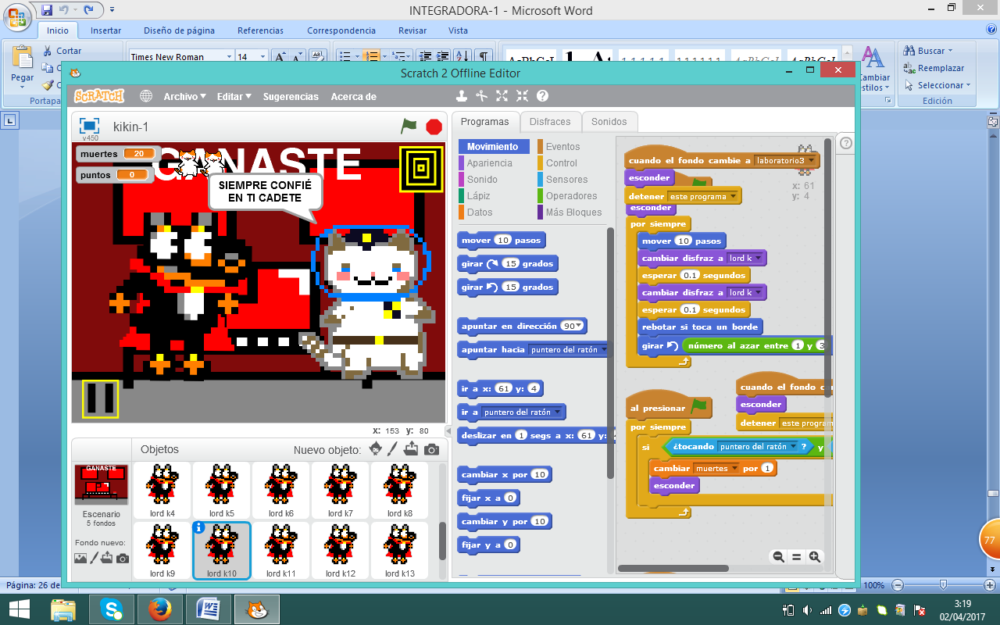 INTEGRADORA-1 - Microsoft Word
Inicio Insertar Diseño de página Referencias Correspondencia Revisar Vista
Cortar
Pegar
Portapa
Times New Roman 14
Cambiar
estilos
Buscar
Reemplazar
Seleccionar
Edición
Scratch 2 Offline Editor
SCRATCH Archivo Editar Sugerencias Acerca de
kikin-1
v450
muertes 20
puntos 0
GANASTE
SIEMPRE CONFIÉ
EN TI CADETE
x: 153 y: 80
Objetos Nuevo objeto:
GANASTE
Escenario
5 fondos
Fondo nuevo:
lord k4 lord k5 lord k6 lord k7 lord k8
lord k9 lord k10 lord k11 lord k12 lord k13
Programas Disfraces Sonidos
Movimiento Eventos
Apariencia Control
Sonido Sensores
Lápiz Operadores
Datos Más Bloques
mover 10 pasos
girar 15 grados
girar 15 grados
apuntar en dirección 90
apuntar hacia puntero del ratón
ir a x: 61 y: 4
ir a puntero del ratón
deslizar en 1 segs a x: 61 y:
cambiar x por 10
fijar x a 0
cambiar y por 10
fijar y a 0
cuando el fondo cambie a laboratorio3
esconder
detener este programa
esconder
por siempre
mover 10 pasos
cambiar disfraz a lord k
esperar 0.1 segundos
cambiar disfraz a lord k
esperar 0.1 segundos
rebotar si toca un borde
girar número al azar entre 1 y 3
x: 61
y: 4
cuando el fondo
esconder
detener este program
al presionar
por siempre
si ¿tocando puntero del ratón ? y
cambiar muertes por 1
esconder
Página: 26 de
100%
77
3:19
02/04/2017